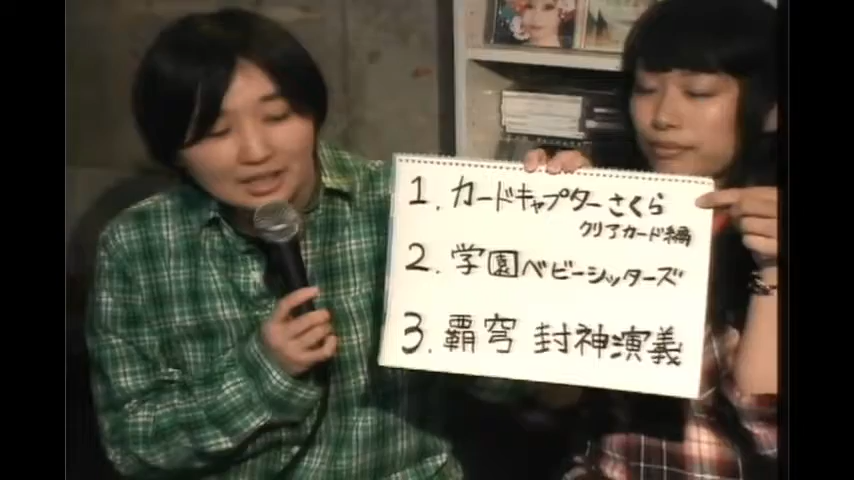 1. カードキャプターさくら
クリアカード編
2. 学園ベビーシッターズ
3. 覇穹 封神演義